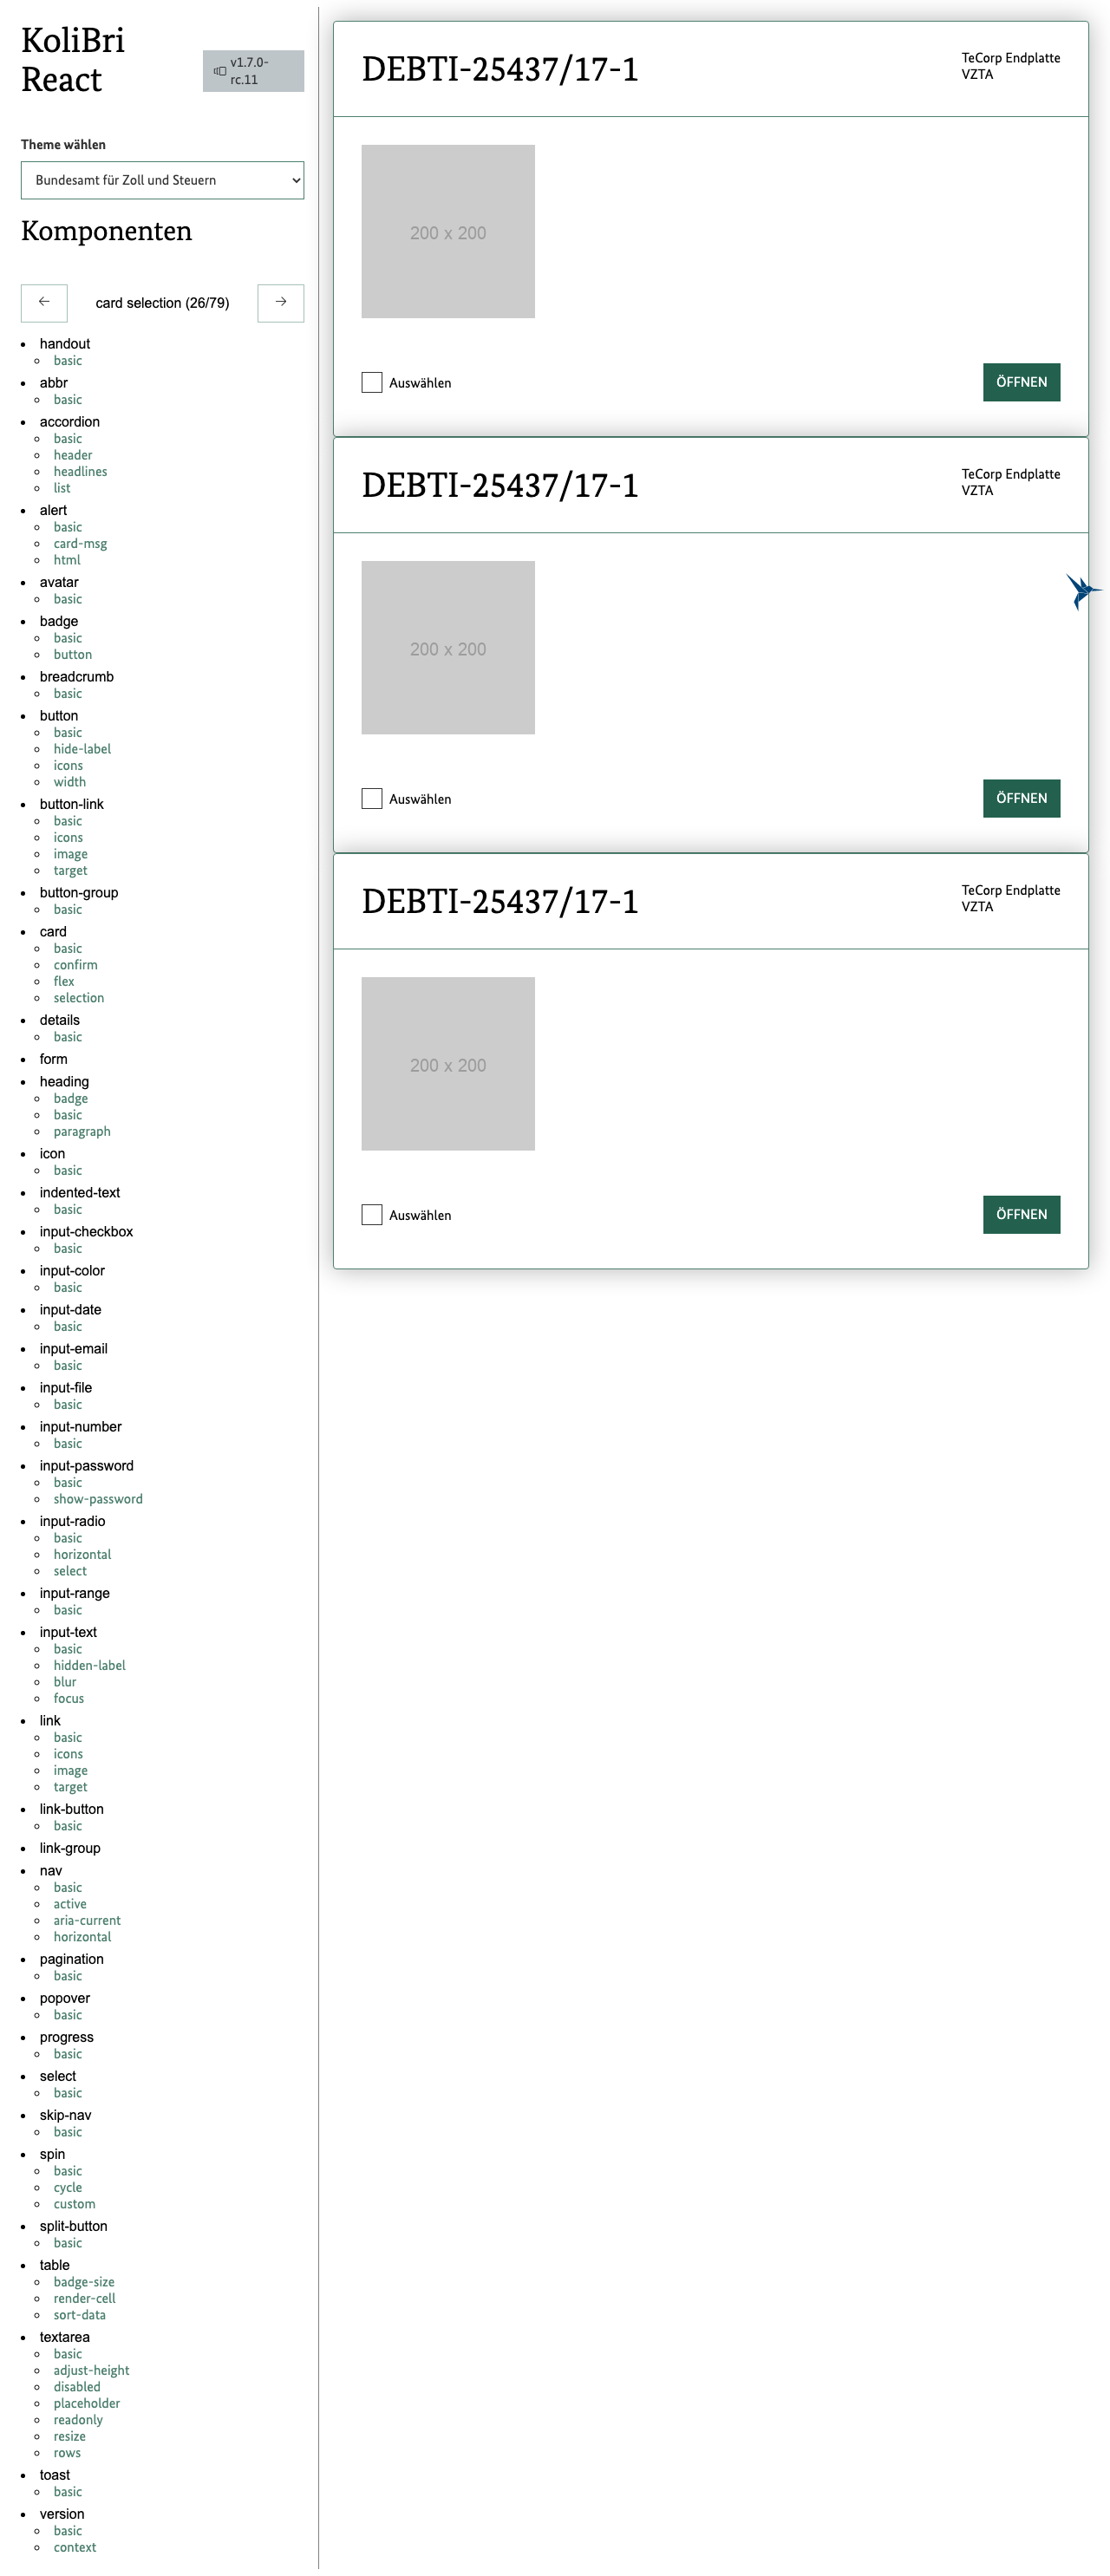 KoliBri
React
v1.7.0-
rc.11
Theme wählen
Bundesamt für Zoll und Steuern
Komponenten
card selection (26/79)
handout
basic
abbr
basic
accordion
basic
header
headlines
list
alert
basic
card-msg
html
avatar
basic
badge
basic
button
breadcrumb
basic
button
basic
hide-label
icons
width
button-link
basic
icons
image
target
button-group
basic
card
basic
confirm
flex
selection
details
basic
form
heading
badge
basic
paragraph
icon
basic
indented-text
basic
input-checkbox
basic
input-color
basic
input-date
basic
input-email
basic
input-file
basic
input-number
basic
input-password
basic
show-password
input-radio
basic
horizontal
select
input-range
basic
input-text
basic
hidden-label
blur
focus
link
basic
icons
image
target
link-button
basic
link-group
nav
basic
active
aria-current
horizontal
pagination
basic
popover
basic
progress
basic
select
basic
skip-nav
basic
spin
basic
cycle
custom
split-button
basic
table
badge-size
render-cell
sort-data
textarea
basic
adjust-height
disabled
placeholder
readonly
resize
rows
toast
basic
version
basic
context
DEBTI-25437/17-1
TeCorp Endplatte
VZTA
200 x 200
Auswählen
ÖFFNEN
DEBTI-25437/17-1
TeCorp Endplatte
VZTA
200 x 200
Auswählen
ÖFFNEN
DEBTI-25437/17-1
TeCorp Endplatte
VZTA
200 x 200
Auswählen
ÖFFNEN